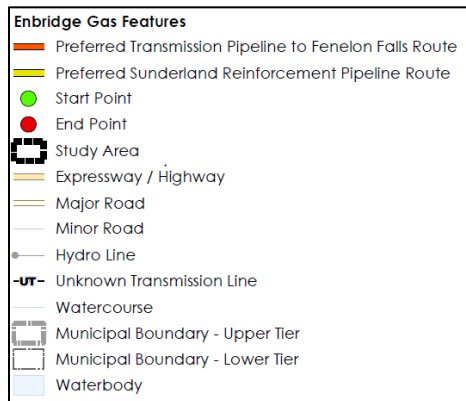 Enbridge Gas Features
Preferred Transmission Pipeline to Fenelon Falls Route
Preferred Sunderland Reinforcement Pipeline Route
Start Point
End Point
Study Area
Expressway / Highway
Major Road
Minor Road
Hydro Line
-UT- Unknown Transmission Line
Watercourse
Municipal Boundary - Upper Tier
Municipal Boundary - Lower Tier
Waterbody